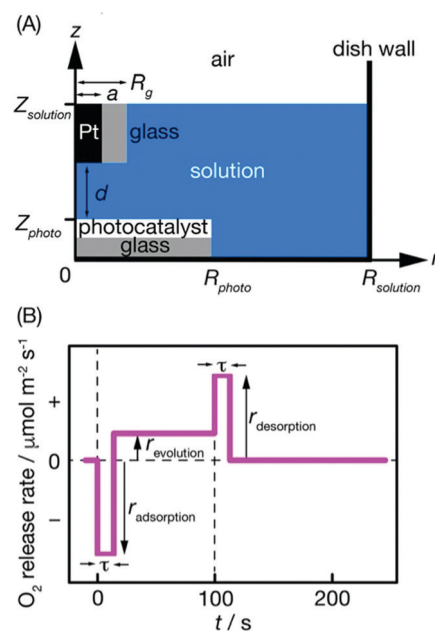 (A)
z
air
dish wall
R_g
a
Z_solution
Pt
glass
solution
d
Z_photo
photocatalyst
glass
0
R_photo
R_solution
(B)
O₂ release rate / μmol m⁻² s⁻¹
+
0
−
τ
τ
r_desorption
r_evolution
r_adsorption
0
100
200
t / s